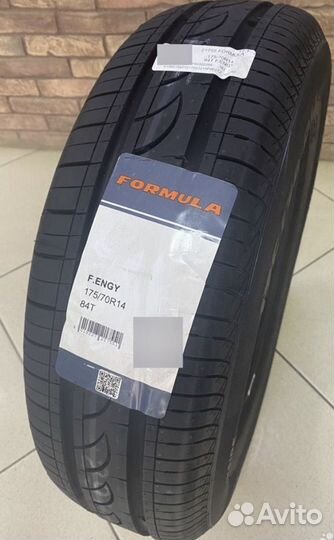 FORMULA
F.ENGY
175/70R14
84T
Avito